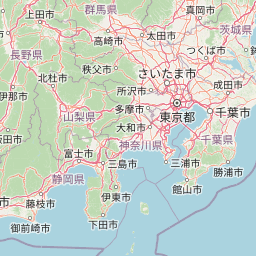 群馬県
真岡市
上田市
高崎市
太田市
茨城県
長野県
つくば市
北杜市
秩父市
さいたま市
伊那市
所沢市
成田市
山梨県
多摩市
東京都
千葉市
大和市
飯田市
富士市
神奈川県
千葉県
三島市
三浦市
勝浦市
静岡県
館山市
伊東市
藤枝市
下田市
御前崎市